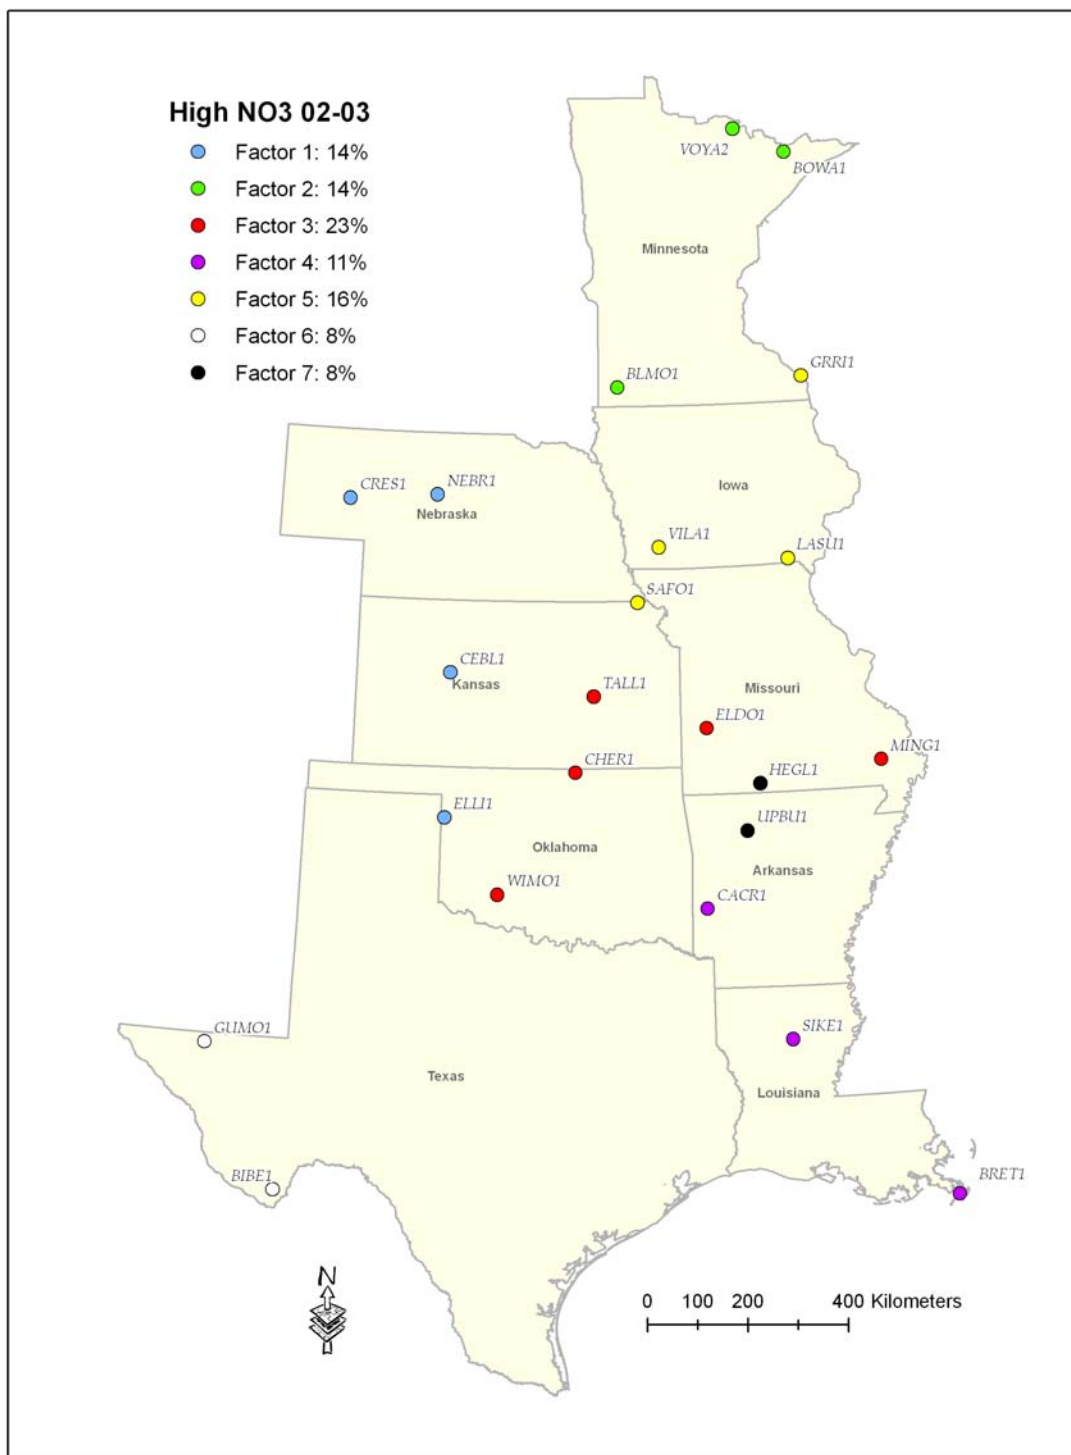 High NO3 02-03
Factor 1: 14%
Factor 2: 14%
Factor 3: 23%
Factor 4: 11%
Factor 5: 16%
Factor 6: 8%
Factor 7: 8%
VOYA2
BOWA1
Minnesota
GRRI1
BLMO1
CRES1
NEBR1
Nebraska
Iowa
VILA1
LASU1
SAFO1
CEBL1
Kansas
TALL1
Missouri
ELDO1
MING1
CHER1
HEGL1
ELLI1
UPBU1
Oklahoma
Arkansas
WIMO1
CACR1
GUMO1
SIKE1
Texas
Louisiana
BIBE1
BRET1
N
0 100 200 400 Kilometers